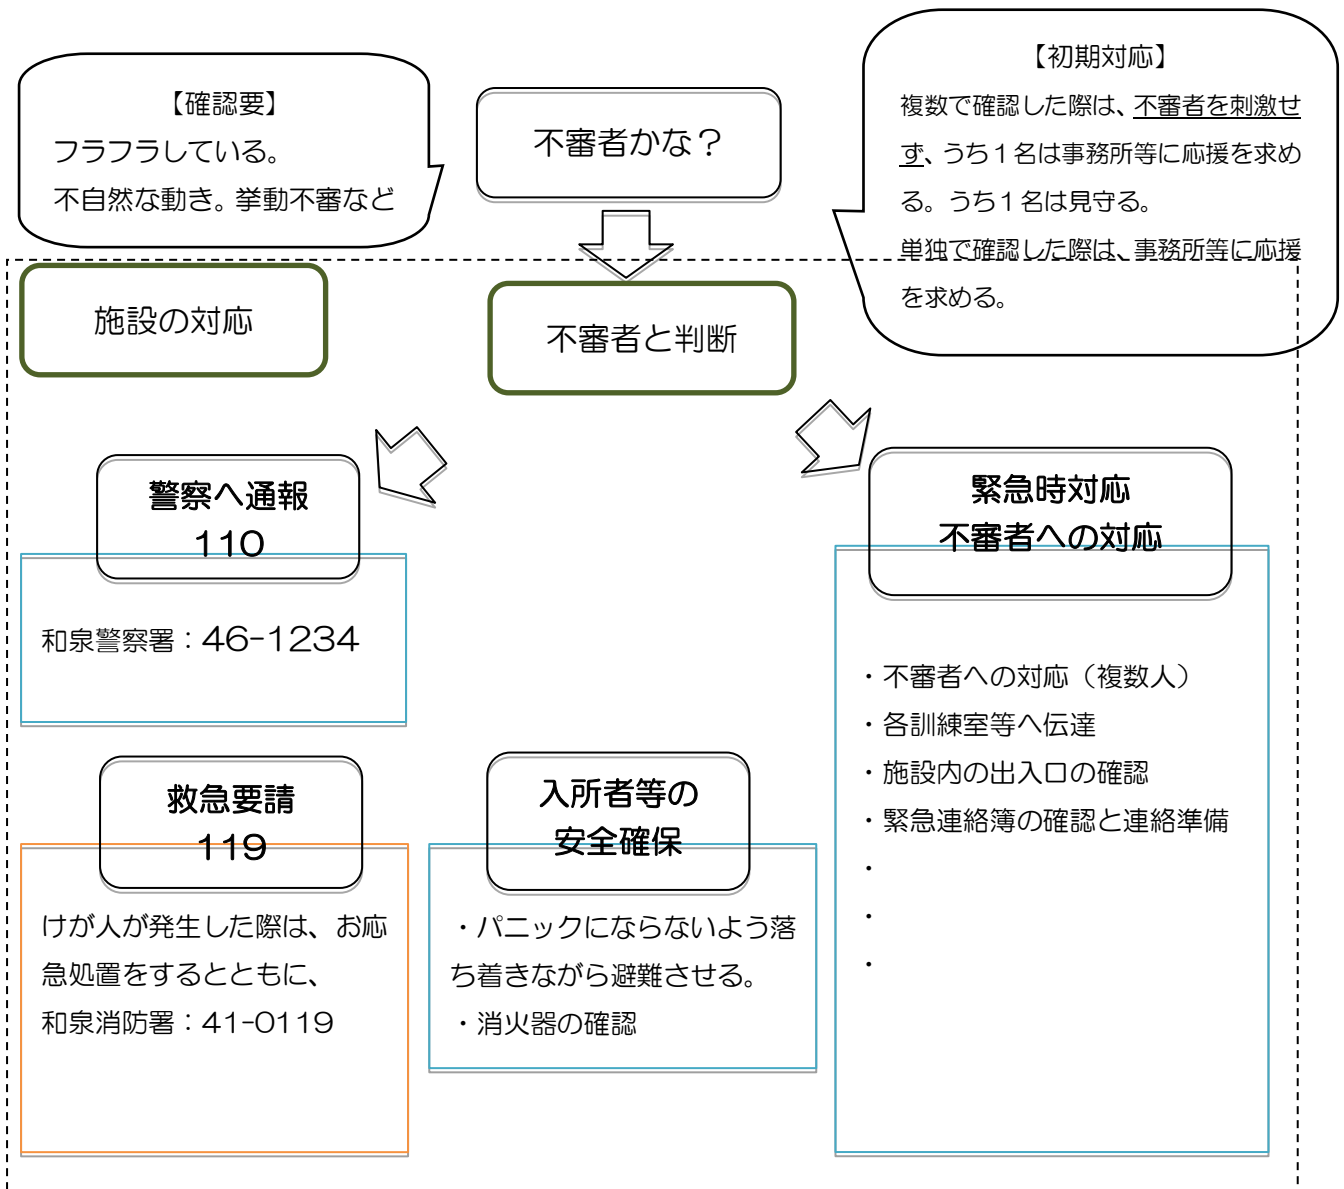 【確認要】
フラフラしている。
不自然な動き。挙動不審など
不審者かな？
【初期対応】
複数で確認した際は、不審者を刺激せ
ず、うち１名は事務所等に応援を求め
る。うち１名は見守る。
単独で確認した際は、事務所等に応援
を求める。
施設の対応
不審者と判断
警察へ通報
110
和泉警察署：46-1234
緊急時対応
不審者への対応
・不審者への対応（複数人）
・各訓練室等へ伝達
・施設内の出入口の確認
・緊急連絡簿の確認と連絡準備
・
・
・
救急要請
119
けが人が発生した際は、お応
急処置をするとともに、
和泉消防署：41-0119
入所者等の
安全確保
・パニックにならないよう落
ち着きながら避難させる。
・消火器の確認